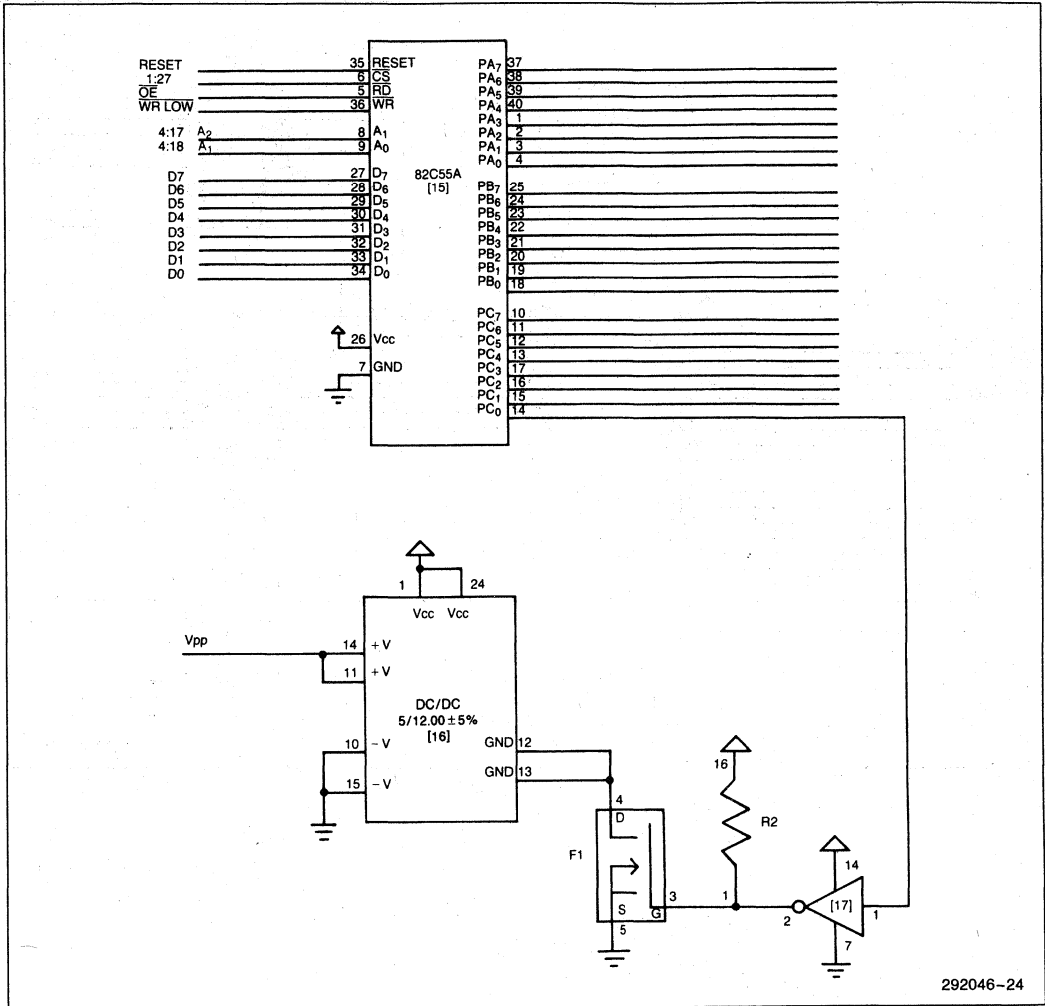 RESET 35 RESET PA7 37
1:27 6 CS PA6 38
OE 5 RD PA5 39
WR LOW 36 WR PA4 40
PA3 1
4:17 A2 8 A1 PA2 2
4:18 A1 9 A0 PA1 3
PA0 4
82C55A
[15]
D7 27 D7 PB7 25
D6 28 D6 PB6 24
D5 29 D5 PB5 23
D4 30 D4 PB4 22
D3 31 D3 PB3 21
D2 32 D2 PB2 20
D1 33 D1 PB1 19
D0 34 D0 PB0 18
PC7 10
PC6 11
26 Vcc PC5 12
PC4 13
7 GND PC3 17
PC2 16
PC1 15
PC0 14
1 24
Vcc Vcc
Vpp 14 +V
11 +V
DC/DC
5/12.00±5%
[16]
10 -V GND 12
15 -V GND 13
16
R2
4
D
F1
14
3 1 2 [17] 1
S G
5 7
292046-24